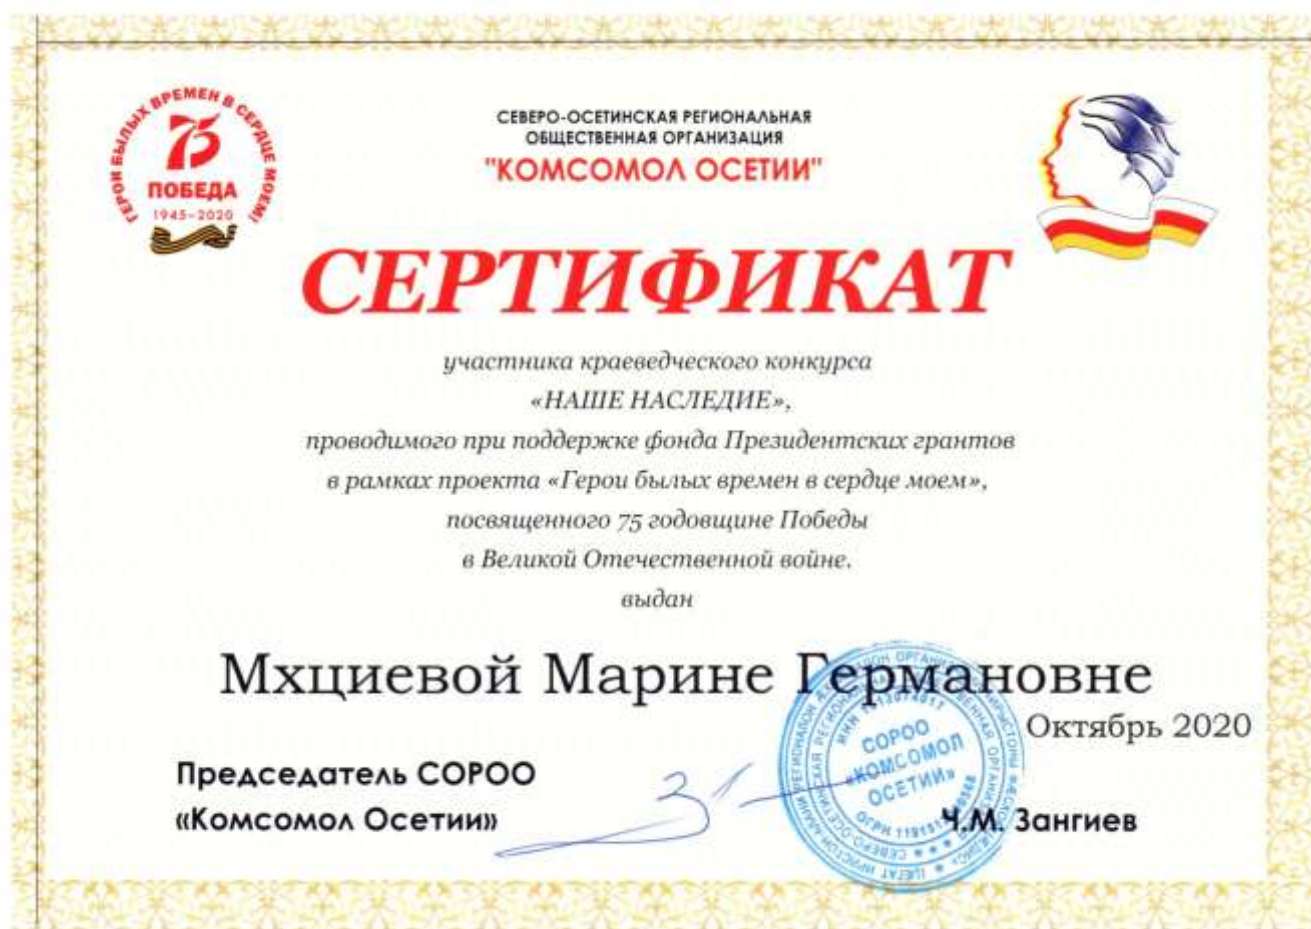 ГЕРОИ БЫЛЫХ ВРЕМЕН В СЕРДЦЕ МОЕМ!
75
ПОБЕДА
1945-2020
СЕВЕРО-ОСЕТИНСКАЯ РЕГИОНАЛЬНАЯ
ОБЩЕСТВЕННАЯ ОРГАНИЗАЦИЯ
"КОМСОМОЛ ОСЕТИИ"
СЕРТИФИКАТ
участника краеведческого конкурса
«НАШЕ НАСЛЕДИЕ»,
проводимого при поддержке фонда Президентских грантов
в рамках проекта «Герои былых времен в сердце моем»,
посвященного 75 годовщине Победы
в Великой Отечественной войне.
выдан
Мхциевой Марине Германовне
Октябрь 2020
Председатель СОРОО
«Комсомол Осетии»
Ч.М. Зангиев
СОРОО
«КОМСОМОЛ
ОСЕТИИ»
ИНН
ОГРН